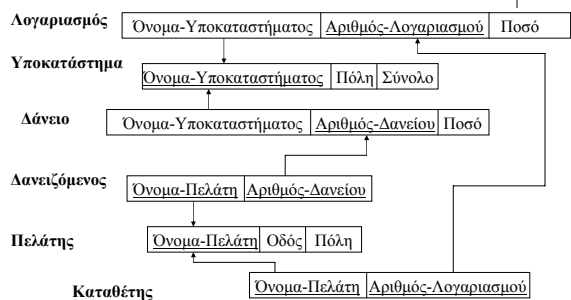 Λογαριασμός Όνομα-Υποκαταστήματος Αριθμός-Λογαριασμού Ποσό
Υποκατάστημα Όνομα-Υποκαταστήματος Πόλη Σύνολο
Δάνειο Όνομα-Υποκαταστήματος Αριθμός-Δανείου Ποσό
Δανειζόμενος Όνομα-Πελάτη Αριθμός-Δανείου
Πελάτης Όνομα-Πελάτη Οδός Πόλη
Καταθέτης Όνομα-Πελάτη Αριθμός-Λογαριασμού